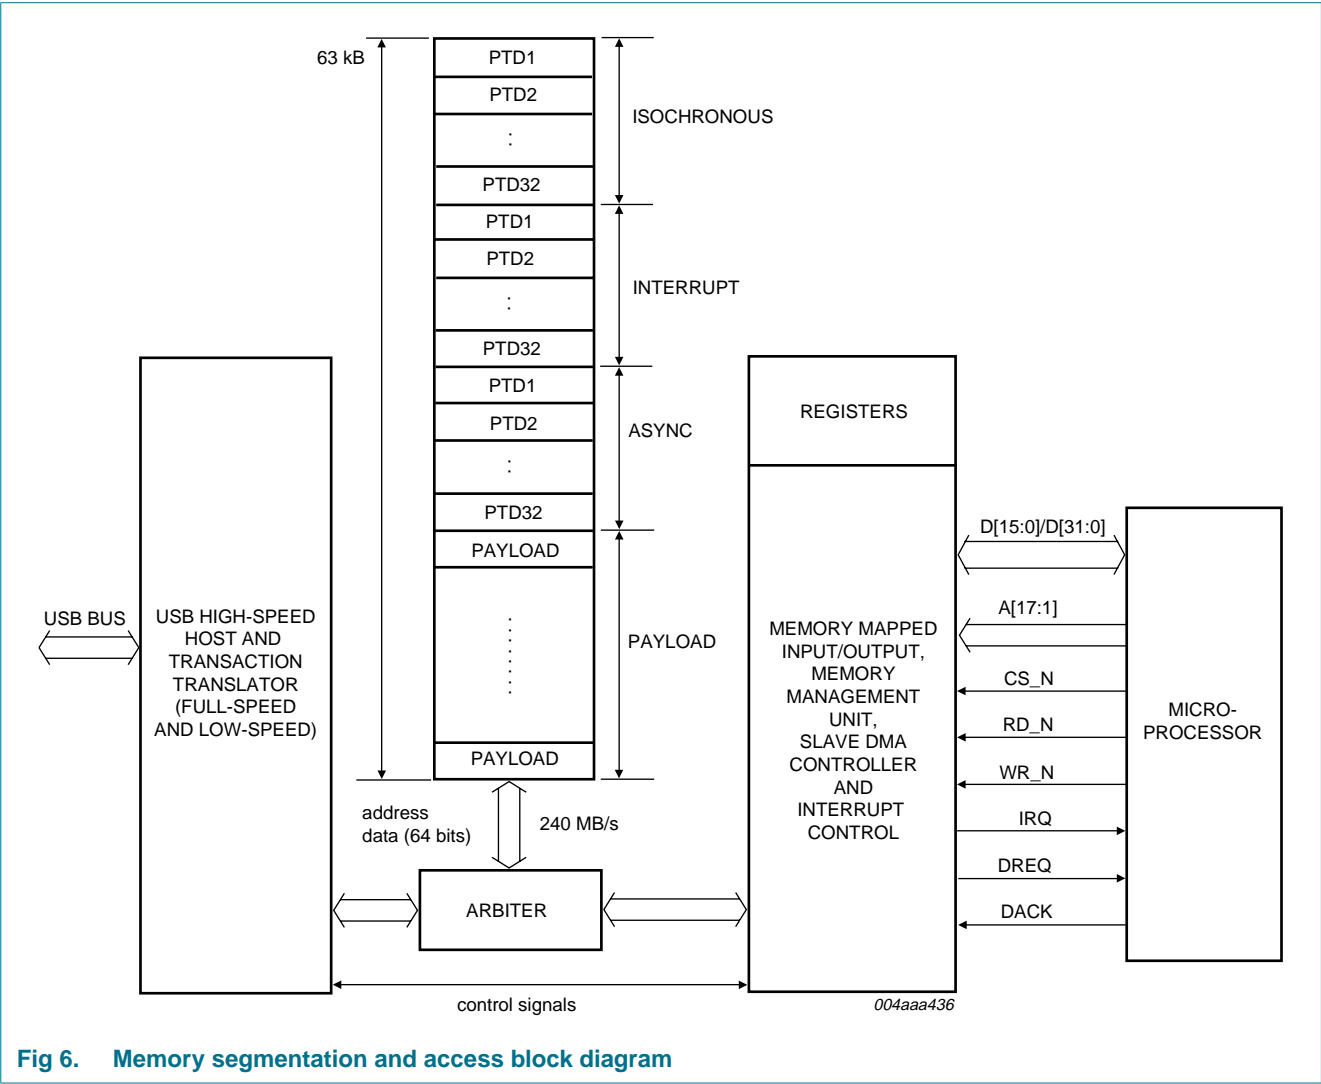 63 kB
PTD1
PTD2
:
PTD32
ISOCHRONOUS
PTD1
PTD2
:
PTD32
INTERRUPT
PTD1
PTD2
:
PTD32
ASYNC
PAYLOAD
PAYLOAD
PAYLOAD
USB BUS
USB HIGH-SPEED
HOST AND
TRANSACTION
TRANSLATOR
(FULL-SPEED
AND LOW-SPEED)
address
data (64 bits)
240 MB/s
ARBITER
control signals
REGISTERS
MEMORY MAPPED
INPUT/OUTPUT,
MEMORY
MANAGEMENT
UNIT,
SLAVE DMA
CONTROLLER
AND
INTERRUPT
CONTROL
D[15:0]/D[31:0]
A[17:1]
CS_N
RD_N
WR_N
IRQ
DREQ
DACK
MICRO-
PROCESSOR
004aaa436
Fig 6. Memory segmentation and access block diagram